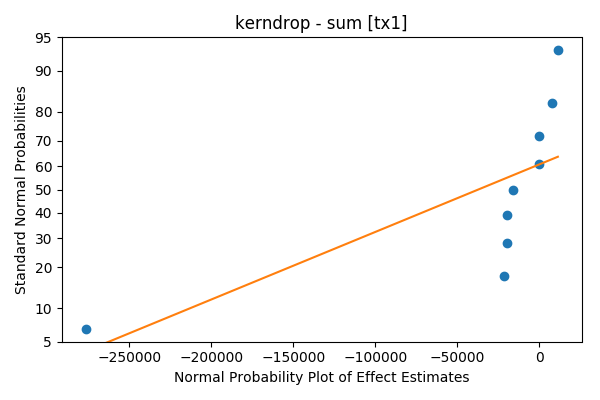 kerndrop - sum [tx1]
Standard Normal Probabilities
95
90
80
70
60
50
40
30
20
10
5
−250000 −200000 −150000 −100000 −50000 0
Normal Probability Plot of Effect Estimates